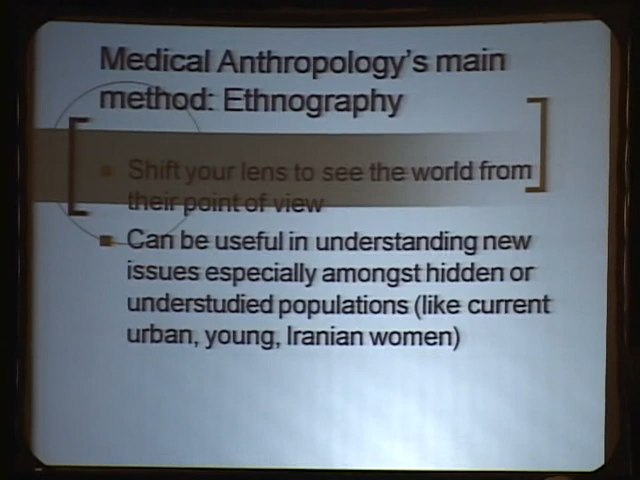 Medical Anthropology's main
method: Ethnography
Shift your lens to see the world from
their point of view
Can be useful in understanding new
issues especially amongst hidden or
understudied populations (like current
urban, young, Iranian women)